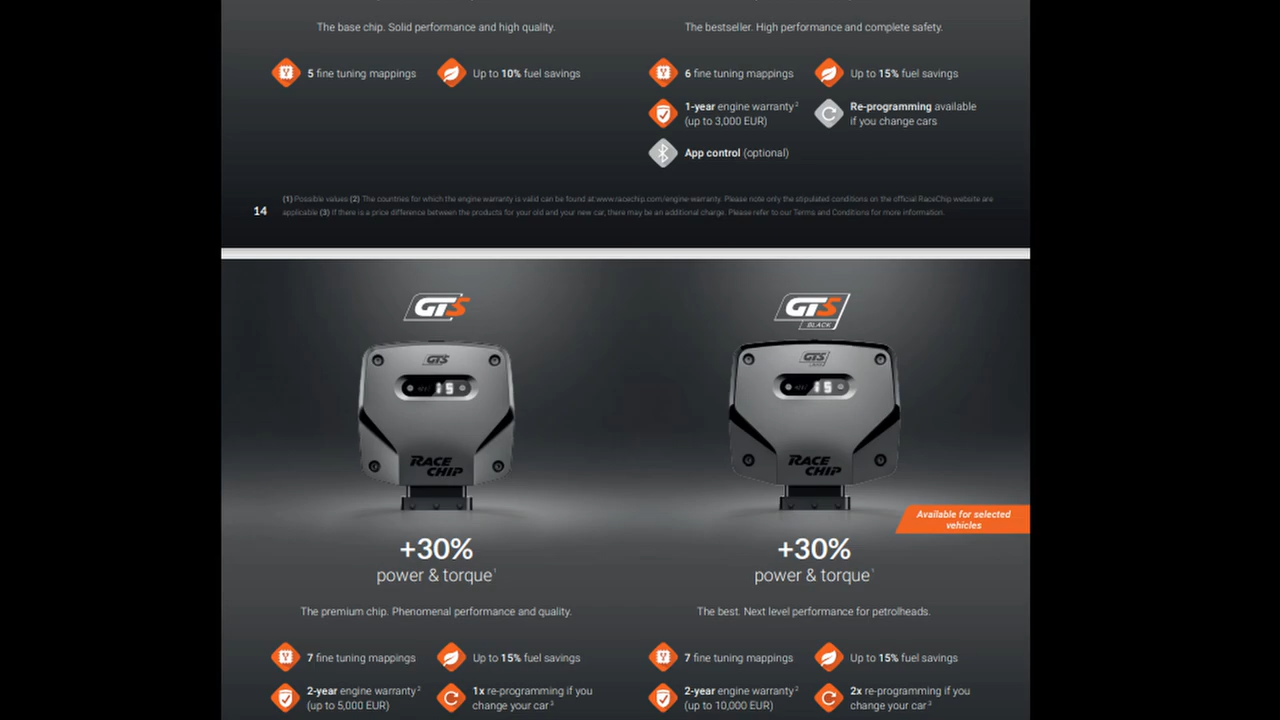 The base chip. Solid performance and high quality.
5 fine tuning mappings
Up to 10% fuel savings
The bestseller. High performance and complete safety.
6 fine tuning mappings
Up to 15% fuel savings
1-year engine warranty²
(up to 3,000 EUR)
Re-programming available
if you change cars
App control (optional)
14
(1) Possible values (2) The countries for which the engine warranty is valid can be found at www.racechip.com/engine-warranty. Please note only the stipulated conditions on the official RaceChip website are
applicable (3) If there is a price difference between the products for your old and your new car, there may be an additional charge. Please refer to our Terms and Conditions for more information.
GTS
GTS
15
RACE
CHIP
+30%
power & torque¹
The premium chip. Phenomenal performance and quality.
7 fine tuning mappings
Up to 15% fuel savings
2-year engine warranty²
(up to 5,000 EUR)
1x re-programming if you
change your car³
GTS
BLACK
GTS
15
RACE
CHIP
Available for selected
vehicles
+30%
power & torque¹
The best. Next level performance for petrolheads.
7 fine tuning mappings
Up to 15% fuel savings
2-year engine warranty²
(up to 10,000 EUR)
2x re-programming if you
change your car³